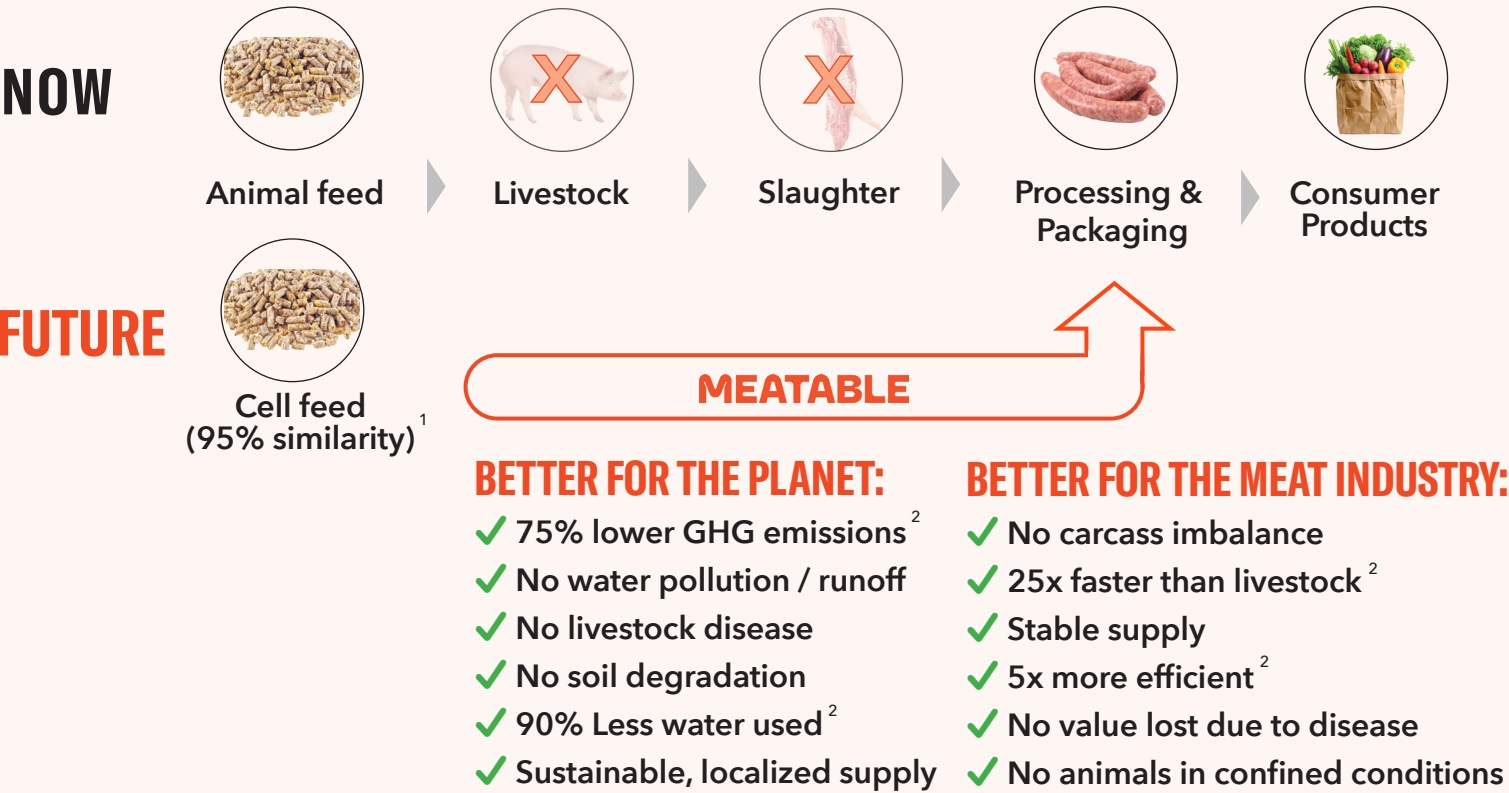 NOW
Animal feed
Livestock
Slaughter
Processing &
Packaging
Consumer
Products
FUTURE
Cell feed
(95% similarity) 1
MEATABLE
BETTER FOR THE PLANET:
75% lower GHG emissions 2
No water pollution / runoff
No livestock disease
No soil degradation
90% Less water used 2
Sustainable, localized supply
BETTER FOR THE MEAT INDUSTRY:
No carcass imbalance
25x faster than livestock 2
Stable supply
5x more efficient 2
No value lost due to disease
No animals in confined conditions